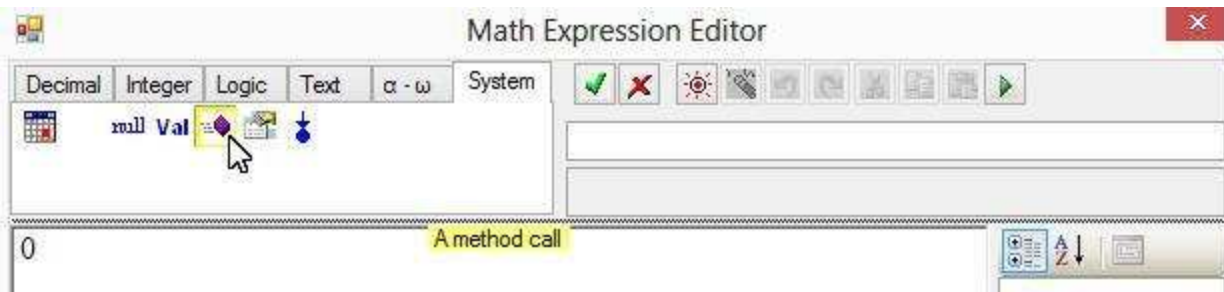 Math Expression Editor
Decimal Integer Logic Text α - ω System
null Val
A method call
0
A
Z